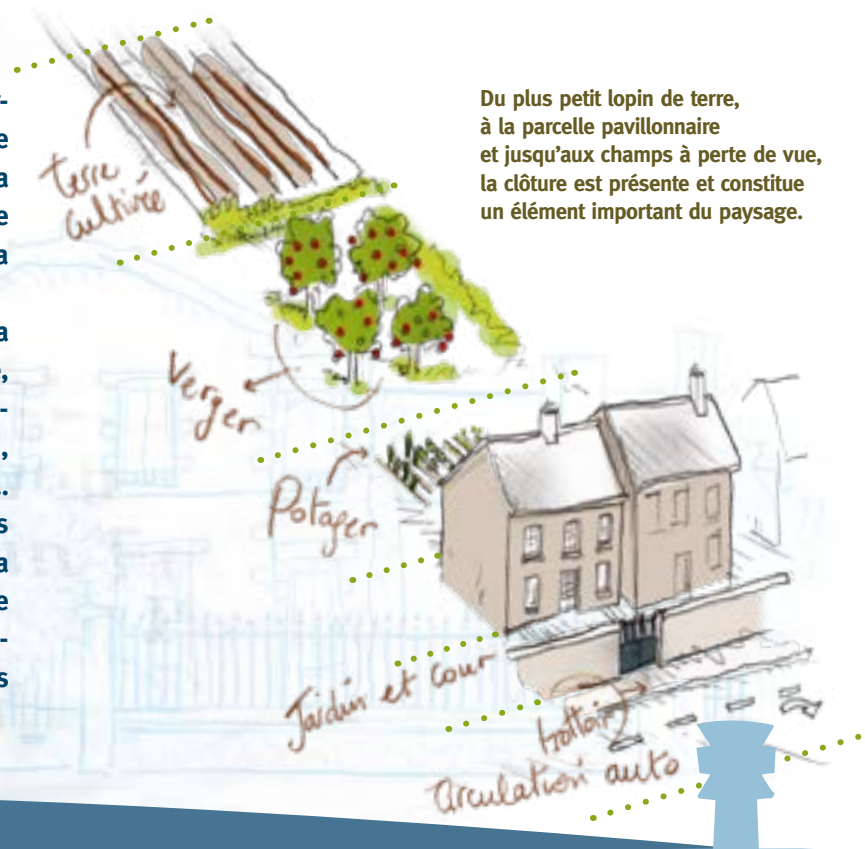 -
e
a
e
a
a
,
-
,
.
s
a
e
-
s
Du plus petit lopin de terre,
à la parcelle pavillonnaire
et jusqu'aux champs à perte de vue,
la clôture est présente et constitue
un élément important du paysage.
terre
cultivée
Verger
Potager
Jardin et cour
trottoir
Circulation auto